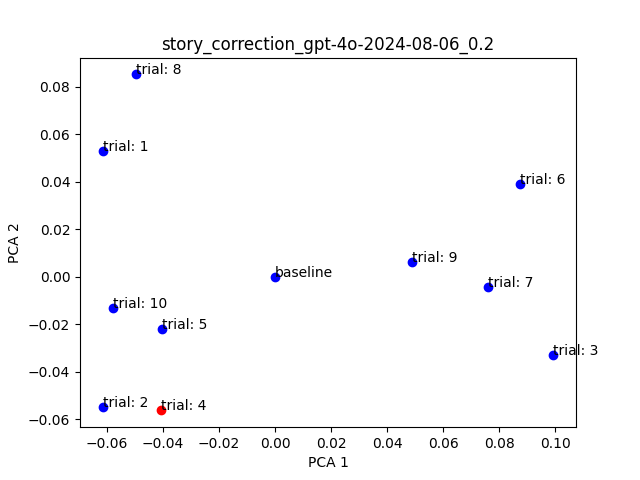 story_correction_gpt-4o-2024-08-06_0.2
trial: 8
0.08
trial: 1
0.06
trial: 6
0.04
0.02
trial: 9
PCA 2
baseline
trial: 7
0.00
trial: 10
trial: 5
−0.02
trial: 3
−0.04
trial: 2
trial: 4
−0.06
−0.06 −0.04 −0.02 0.00 0.02 0.04 0.06 0.08 0.10
PCA 1